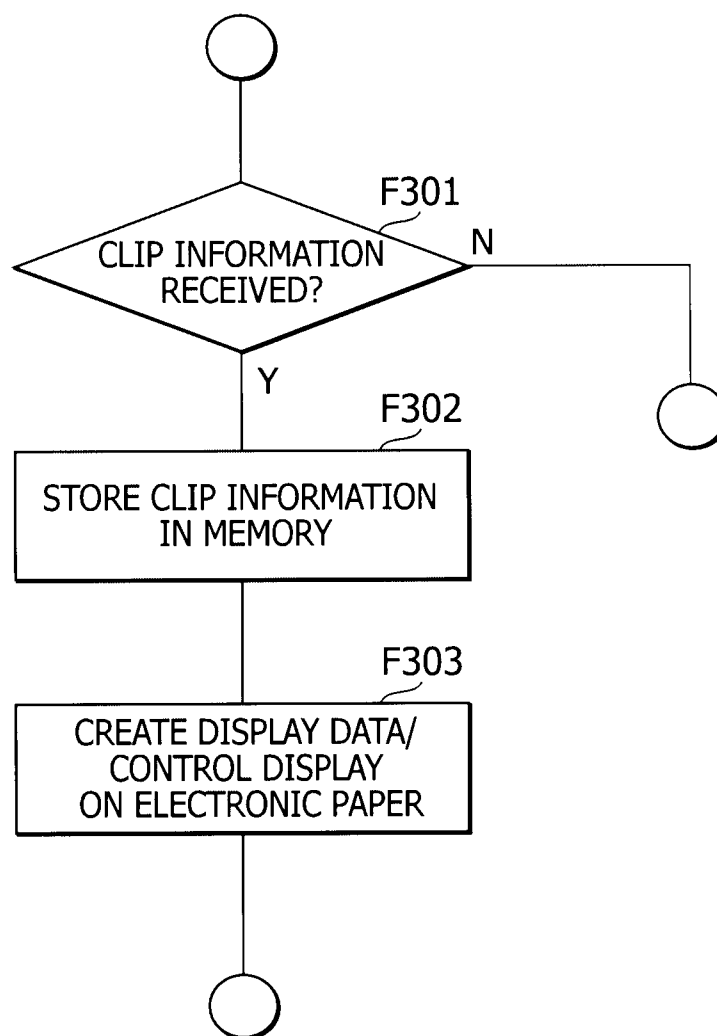 F301
CLIP INFORMATION
RECEIVED?
N
Y
F302
STORE CLIP INFORMATION
IN MEMORY
F303
CREATE DISPLAY DATA/
CONTROL DISPLAY
ON ELECTRONIC PAPER